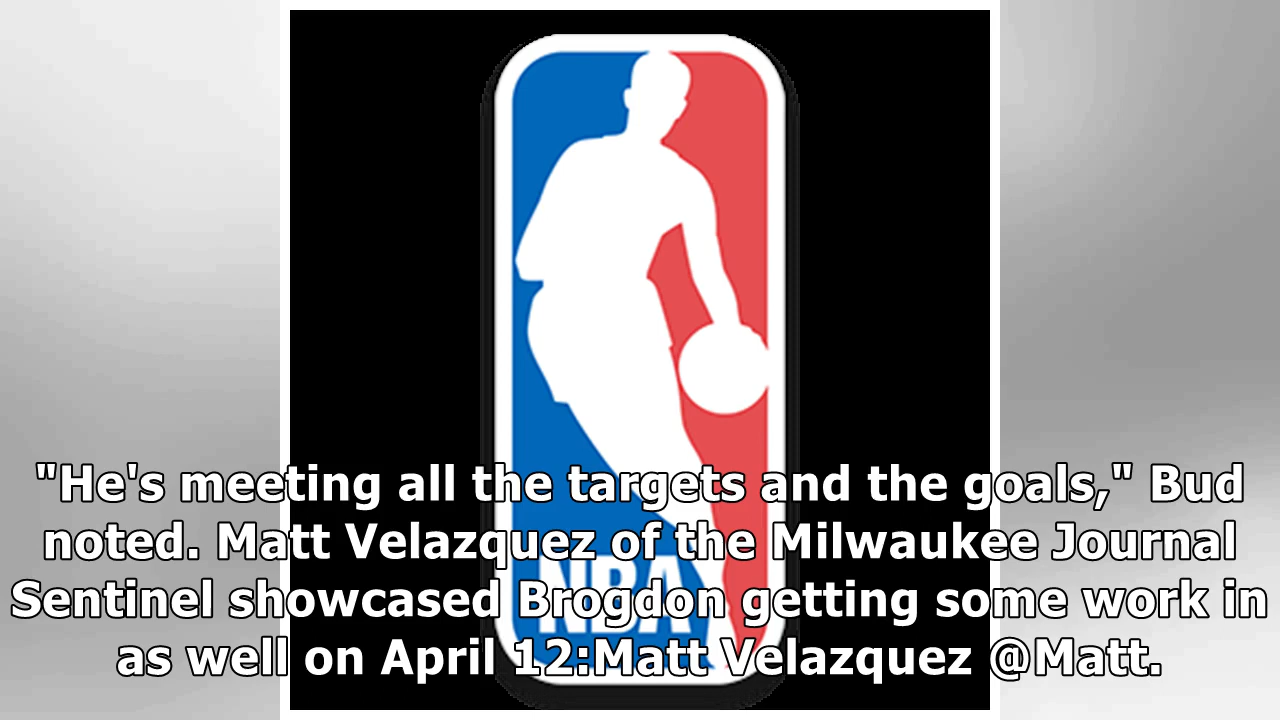 "He's meeting all the targets and the goals," Bud
noted. Matt Velazquez of the Milwaukee Journal
Sentinel showcased Brogdon getting some work in
as well on April 12:Matt Velazquez @Matt.
NBA